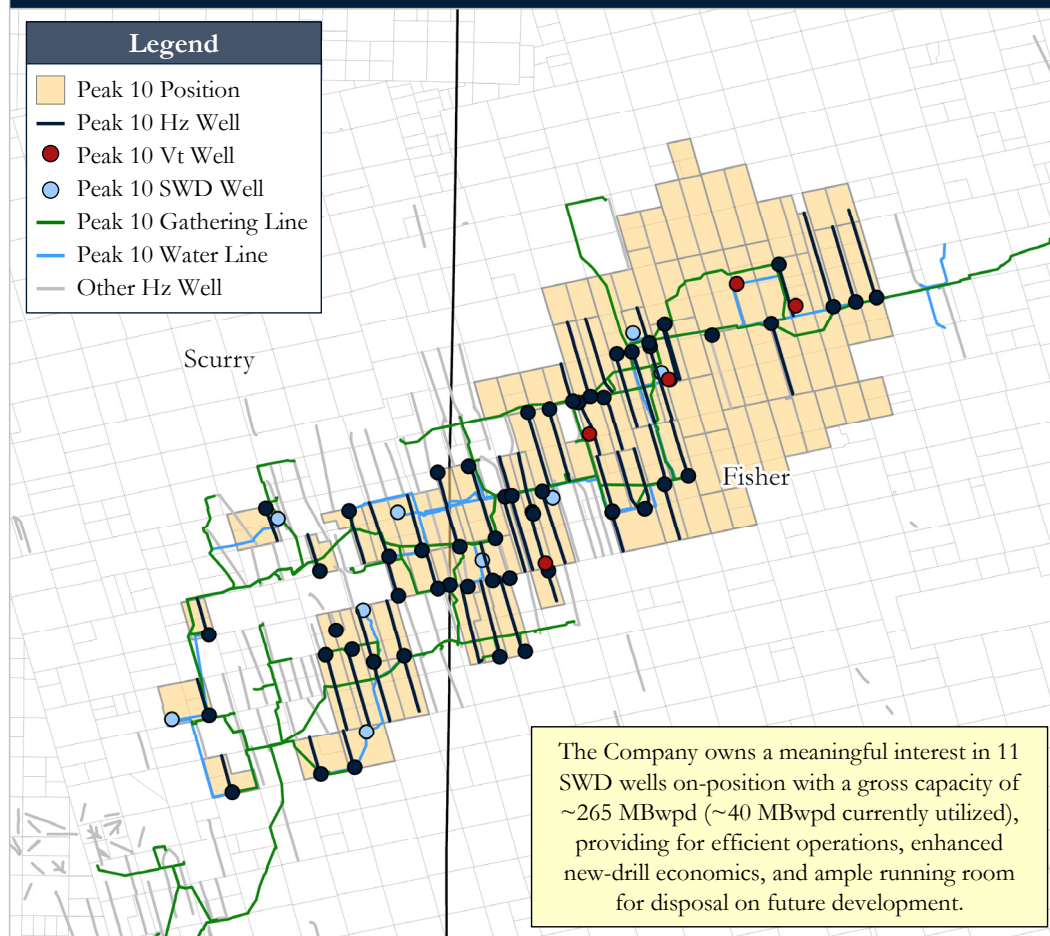 Legend
Peak 10 Position
Peak 10 Hz Well
Peak 10 Vt Well
Peak 10 SWD Well
Peak 10 Gathering Line
Peak 10 Water Line
Other Hz Well
Scurry
Fisher
The Company owns a meaningful interest in 11
SWD wells on-position with a gross capacity of
~265 MBwpd (~40 MBwpd currently utilized),
providing for efficient operations, enhanced
new-drill economics, and ample running room
for disposal on future development.